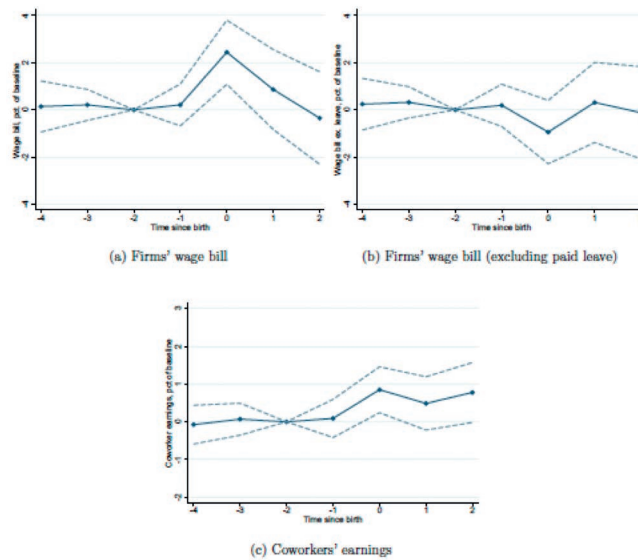 Wage bill, pct. of baseline
4
2
0
-2
-4
-4 -3 -2 -1 0 1 2
Time since birth
(a) Firms' wage bill
Wage bill ex. leave, pct. of baseline
4
2
0
-2
-4
-4 -3 -2 -1 0 1
Time since birth
(b) Firms' wage bill (excluding paid leave)
Coworker earnings, pct of baseline
3
2
1
0
-1
-2
-4 -3 -2 -1 0 1 2
Time since birth
(c) Coworkers' earnings